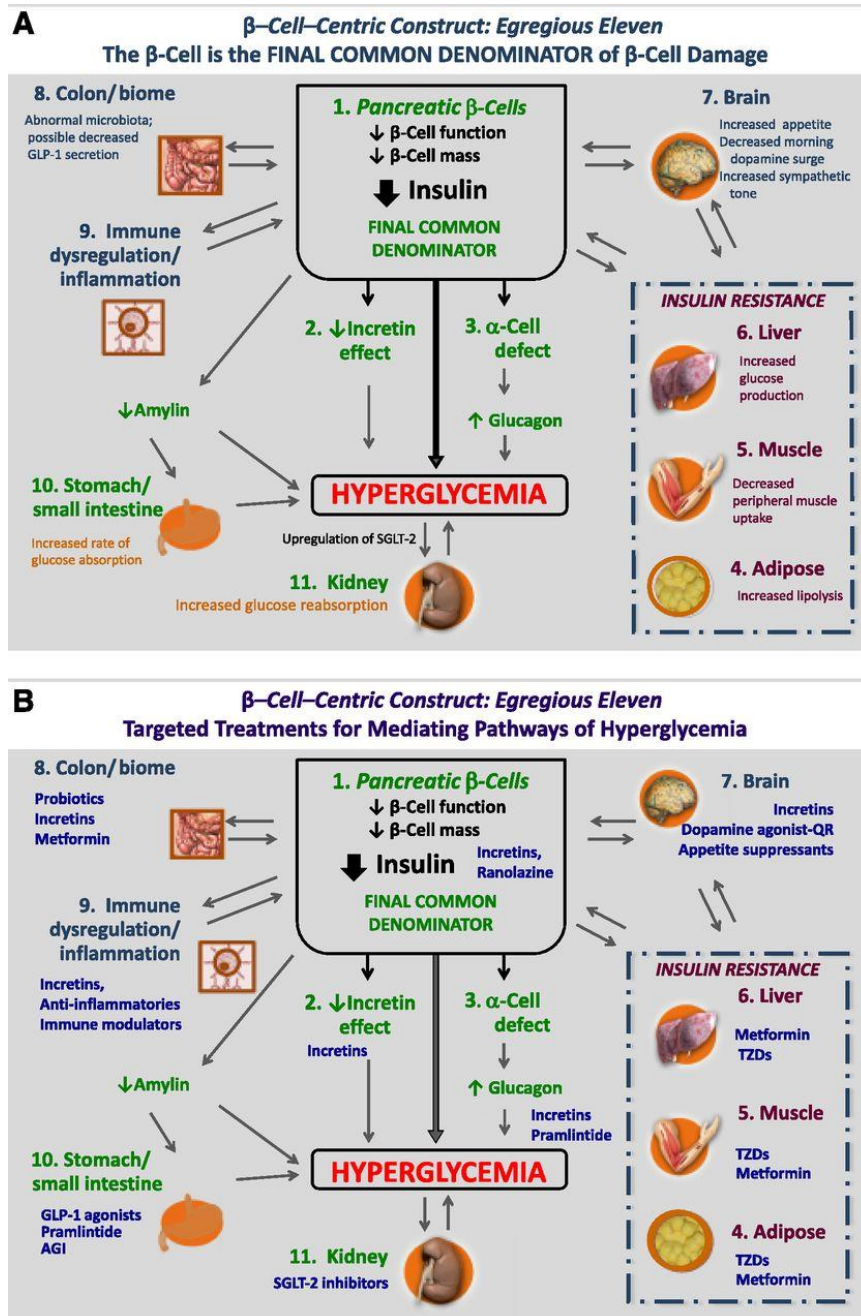 A
β–Cell–Centric Construct: Egregious Eleven
The β-Cell is the FINAL COMMON DENOMINATOR of β-Cell Damage
8. Colon/ biome
Abnormal microbiota;
possible decreased
GLP-1 secretion
1. Pancreatic β-Cells
↓ β-Cell function
↓ β-Cell mass
↓ Insulin
FINAL COMMON
DENOMINATOR
7. Brain
Increased appetite
Decreased morning
dopamine surge
Increased sympathetic
tone
9. Immune
dysregulation/
inflammation
2. ↓Incretin
effect
3. α-Cell
defect
↑ Glucagon
↓Amylin
INSULIN RESISTANCE
6. Liver
Increased
glucose
production
5. Muscle
Decreased
peripheral muscle
uptake
4. Adipose
Increased lipolysis
10. Stomach/
small intestine
Increased rate of
glucose absorption
HYPERGLYCEMIA
Upregulation of SGLT-2
11. Kidney
Increased glucose reabsorption
B
β–Cell–Centric Construct: Egregious Eleven
Targeted Treatments for Mediating Pathways of Hyperglycemia
8. Colon/ biome
Probiotics
Incretins
Metformin
1. Pancreatic β-Cells
↓ β-Cell function
↓ β-Cell mass
↓ Insulin
Incretins,
Ranolazine
FINAL COMMON
DENOMINATOR
7. Brain
Incretins
Dopamine agonist-QR
Appetite suppressants
9. Immune
dysregulation/
inflammation
Incretins,
Anti-inflammatories
Immune modulators
2. ↓Incretin
effect
Incretins
3. α-Cell
defect
↑ Glucagon
Incretins
Pramlintide
↓Amylin
INSULIN RESISTANCE
6. Liver
Metformin
TZDs
5. Muscle
TZDs
Metformin
4. Adipose
TZDs
Metformin
10. Stomach/
small intestine
GLP-1 agonists
Pramlintide
AGI
HYPERGLYCEMIA
11. Kidney
SGLT-2 inhibitors